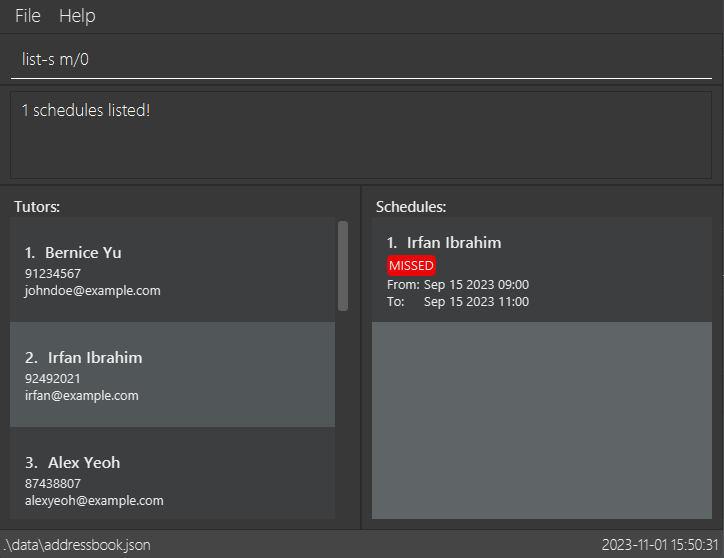 File Help
list-s m/0
1 schedules listed!
Tutors:
1. Bernice Yu
91234567
johndoe@example.com
2. Irfan Ibrahim
92492021
irfan@example.com
3. Alex Yeoh
87438807
alexyeoh@example.com
Schedules:
1. Irfan Ibrahim
MISSED
From: Sep 15 2023 09:00
To: Sep 15 2023 11:00
.\data\addressbook.json
2023-11-01 15:50:31